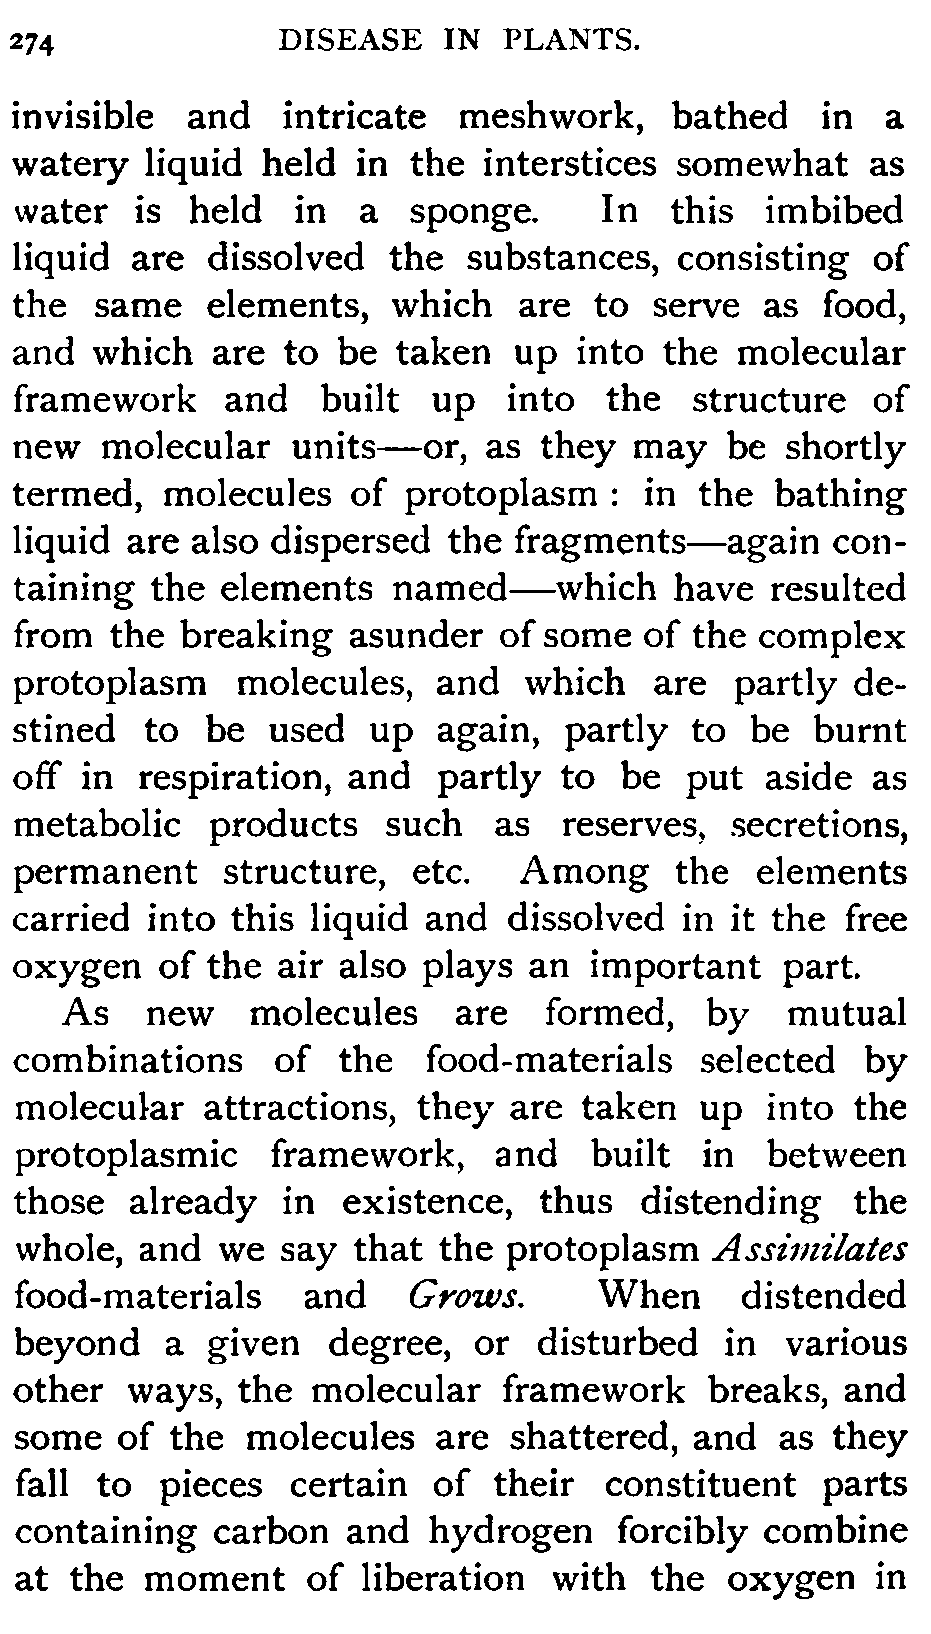 274 DISEASE IN PLANTS.
invisible and intricate meshwork, bathed in a
watery liquid held in the interstices somewhat as
water is held in a sponge. In this imbibed
liquid are dissolved the substances, consisting of
the same elements, which are to serve as food,
and which are to be taken up into the molecular
framework and built up into the structure of
new molecular units—or, as they may be shortly
termed, molecules of protoplasm : in the bathing
liquid are also dispersed the fragments—again con-
taining the elements named—which have resulted
from the breaking asunder of some of the complex
protoplasm molecules, and which are partly de-
stined to be used up again, partly to be burnt
off in respiration, and partly to be put aside as
metabolic products such as reserves, secretions,
permanent structure, etc. Among the elements
carried into this liquid and dissolved in it the free
oxygen of the air also plays an important part.
As new molecules are formed, by mutual
combinations of the food-materials selected by
molecular attractions, they are taken up into the
protoplasmic framework, and built in between
those already in existence, thus distending the
whole, and we say that the protoplasm Assimilates
food-materials and Grows. When distended
beyond a given degree, or disturbed in various
other ways, the molecular framework breaks, and
some of the molecules are shattered, and as they
fall to pieces certain of their constituent parts
containing carbon and hydrogen forcibly combine
at the moment of liberation with the oxygen in